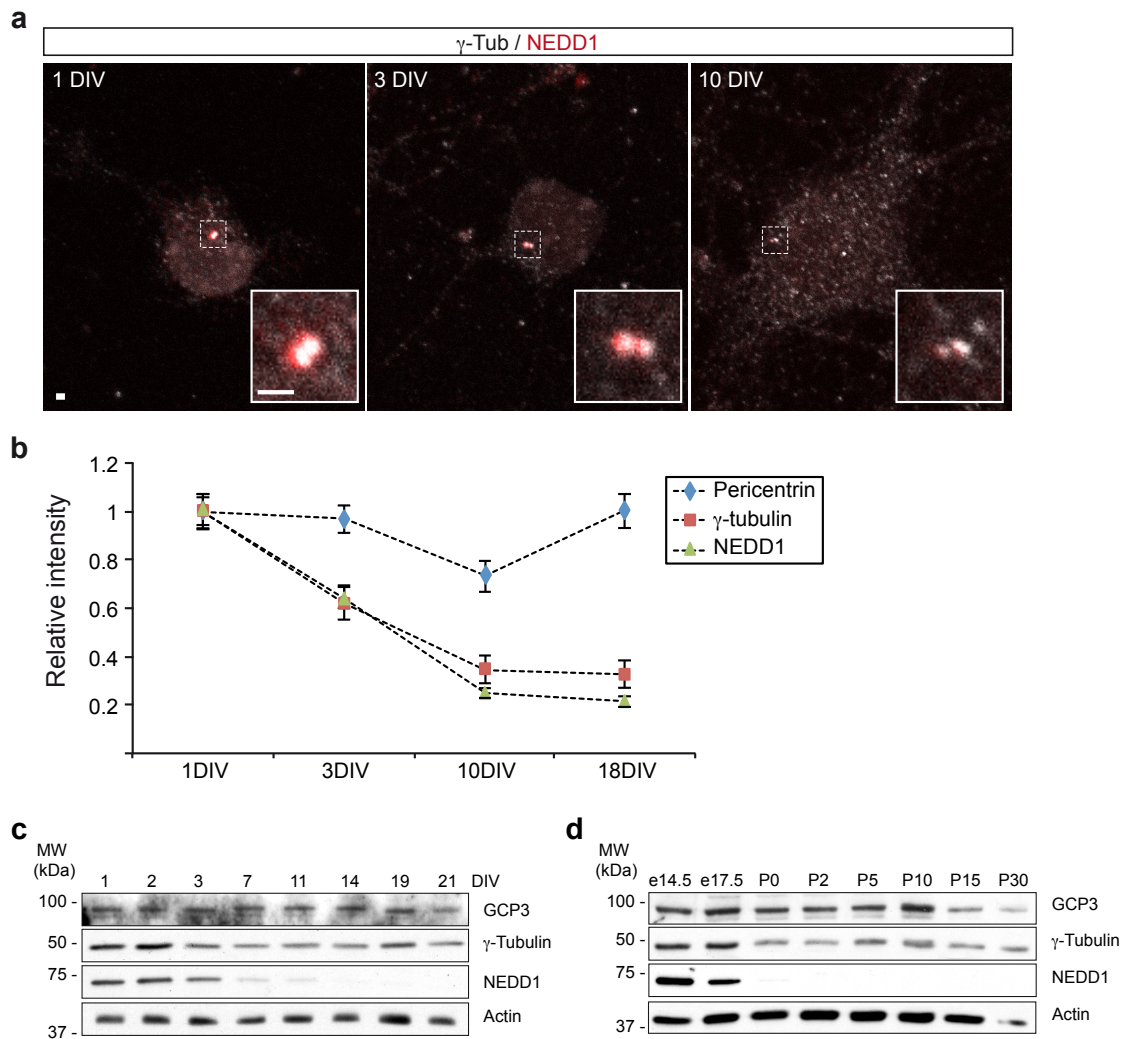 a
γ-Tub / NEDD1
1 DIV
3 DIV
10 DIV
b
Relative intensity
1.2
1
0.8
0.6
0.4
0.2
1DIV
3DIV
10DIV
18DIV
Pericentrin
γ-tubulin
NEDD1
c
MW
(kDa)
1 2 3 7 11 14 19 21 DIV
100 - GCP3
50 - γ-Tubulin
75 - NEDD1
37 - Actin
d
MW
(kDa)
e14.5 e17.5 P0 P2 P5 P10 P15 P30
100 - GCP3
50 - γ-Tubulin
75 - NEDD1
37 - Actin